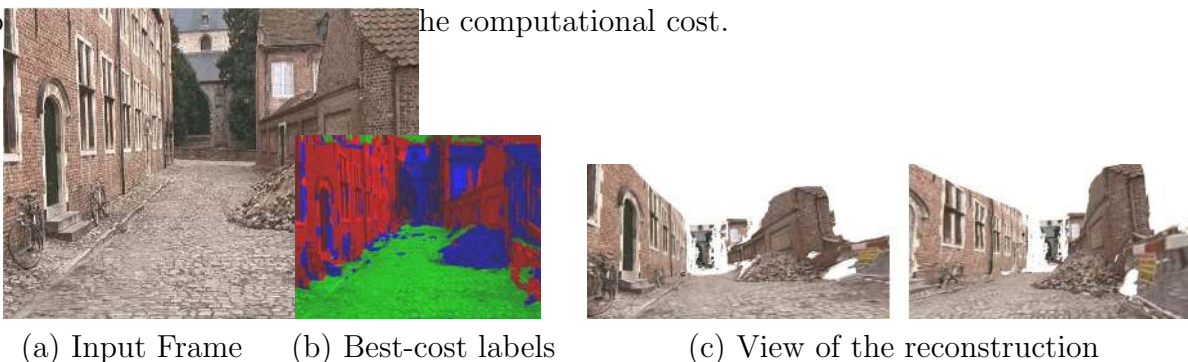 he computational cost.
(a) Input Frame (b) Best-cost labels (c) View of the reconstruction